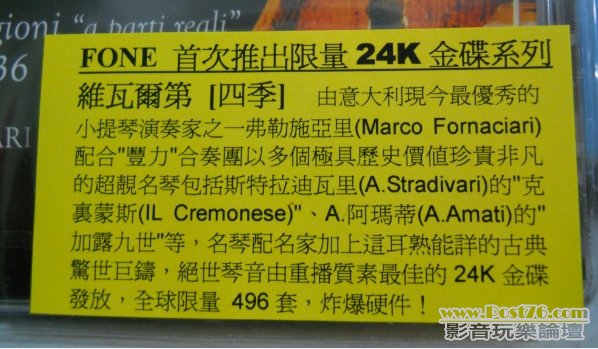 gioni "a parti reali"
36
ARI
FONE 首次推出限量 24K 金碟系列
維瓦爾第 [四季] 由意大利現今最優秀的
小提琴演奏家之一弗勒施亞里(Marco Fornaciari)
配合"豐力"合奏團以多個極具歷史價值珍貴非凡
的超靚名琴包括斯特拉迪瓦里(A.Stradivari)的"克
裏蒙斯(IL Cremonese)"、A.阿瑪蒂(A.Amati)的"
加露九世"等，名琴配名家加上這耳熟能詳的古典
驚世巨鑄，絕世琴音由重播質素最佳的 24K 金碟
發放，全球限量 496 套，炸爆硬件！
www.Post76.com
影音玩樂論壇